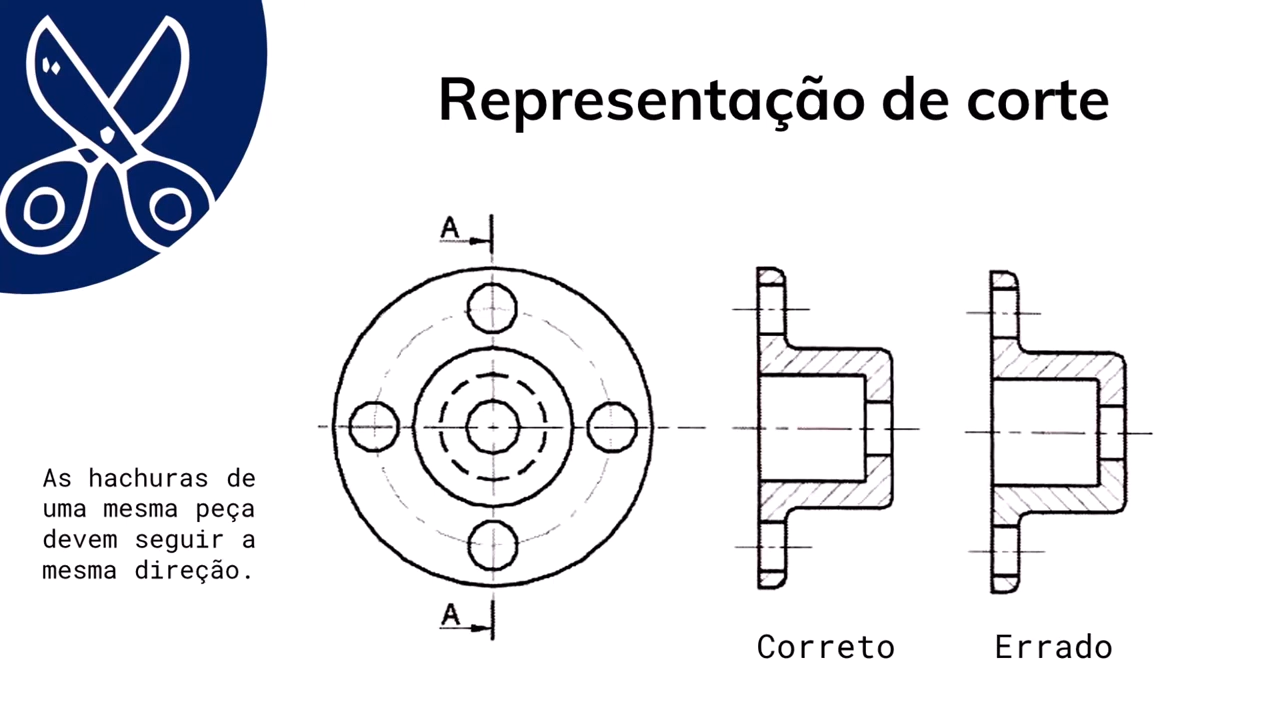 Representação de corte
A
As hachuras de
uma mesma peça
devem seguir a
mesma direção.
A
Correto
Errado